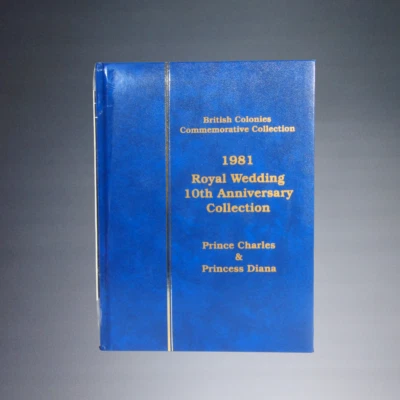 British Colonies
Commemorative Collection
1981
Royal Wedding
10th Anniversary
Collection
Prince Charles
&
Princess Diana